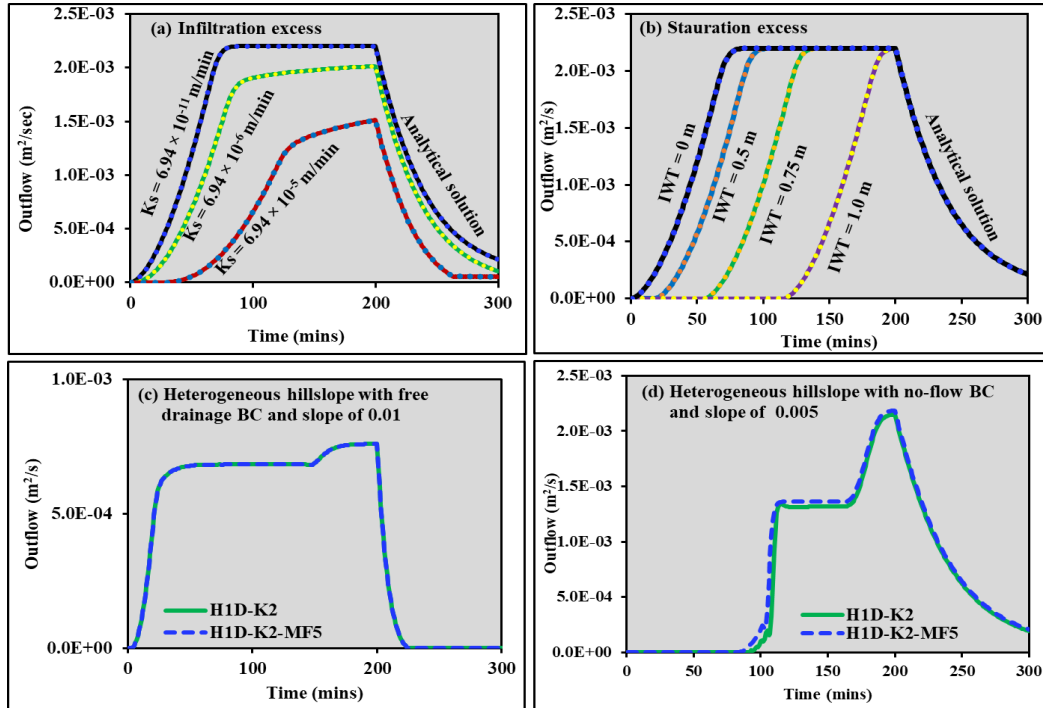 (a) Infiltration excess
Outflow (m²/sec)
2.5E-03
2.0E-03
1.5E-03
1.0E-03
5.0E-04
0.0E+00
Ks = 6.94 × 10⁻¹¹ m/min
Ks = 6.94 × 10⁻⁶ m/min
Ks = 6.94 × 10⁻⁵ m/min
Analytical solution
0
100
200
300
Time (mins)
(b) Stauration excess
Outflow (m²/s)
2.5E-03
2.0E-03
1.5E-03
1.0E-03
5.0E-04
0.0E+00
IWT = 0 m
IWT = 0.5 m
IWT = 0.75 m
IWT = 1.0 m
Analytical solution
0
50
100
150
200
250
300
Time (mins)
(c) Heterogeneous hillslope with free
drainage BC and slope of 0.01
Outflow (m²/s)
1.0E-03
5.0E-04
0.0E+00
H1D-K2
H1D-K2-MF5
0
100
200
300
Time (mins)
(d) Heterogeneous hillslope with no-flow BC
and slope of 0.005
Outflow (m²/s)
2.5E-03
2.0E-03
1.5E-03
1.0E-03
5.0E-04
0.0E+00
H1D-K2
H1D-K2-MF5
0
50
100
150
200
250
300
Time (mins)